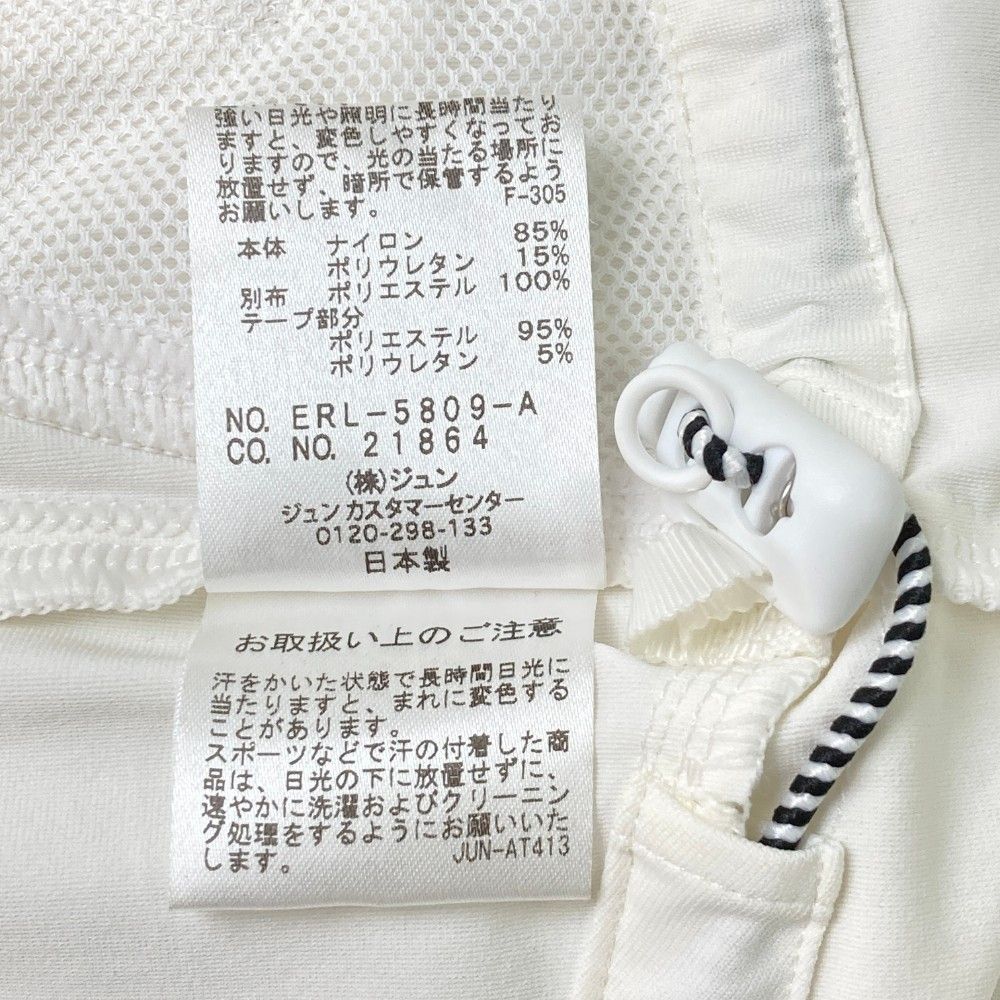 強い日光や照明に長時間当たり
ますと、変色しやすくなってお
りますので、光の当たる場所に
放置せず、暗所で保管するよう
お願いします。 F-305
本体 ナイロン 85%
ポリウレタン 15%
別布 ポリエステル 100%
テープ部分
ポリエステル 95%
ポリウレタン 5%
NO. ERL-5809-A
CO. NO. 21864
(株)ジュン
ジュンカスタマーセンター
0120-298-133
日本製
お取扱い上のご注意
汗をかいた状態で長時間日光に
当たりますと、まれに変色する
ことがあります。
スポーツなどで汗の付着した商
品は、日光の下に放置せずに、
速やかに洗濯およびクリーニン
グ処理をするようにお願いいた
します。 JUN-AT413